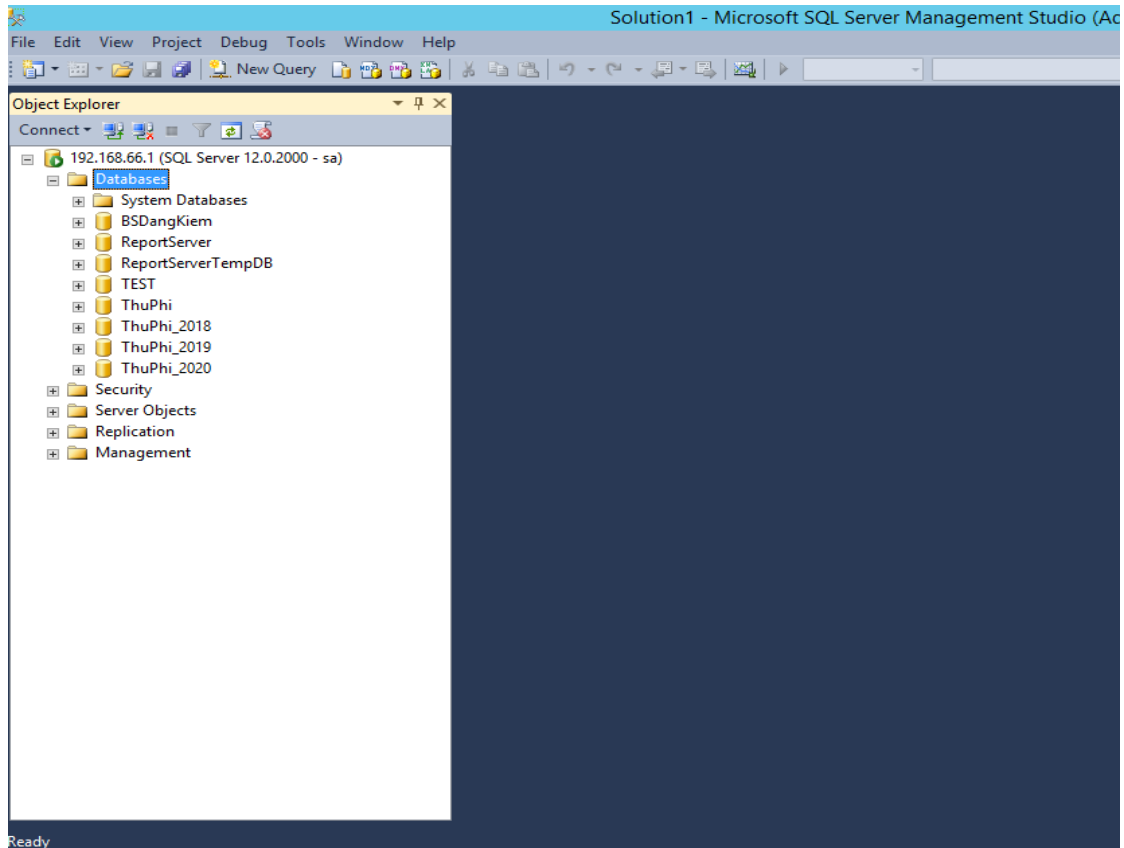 Solution1 - Microsoft SQL Server Management Studio (Ac
File Edit View Project Debug Tools Window Help
New Query
Object Explorer
Connect
192.168.66.1 (SQL Server 12.0.2000 - sa)
Databases
System Databases
BSDangKiem
ReportServer
ReportServerTempDB
TEST
ThuPhi
ThuPhi_2018
ThuPhi_2019
ThuPhi_2020
Security
Server Objects
Replication
Management
Ready